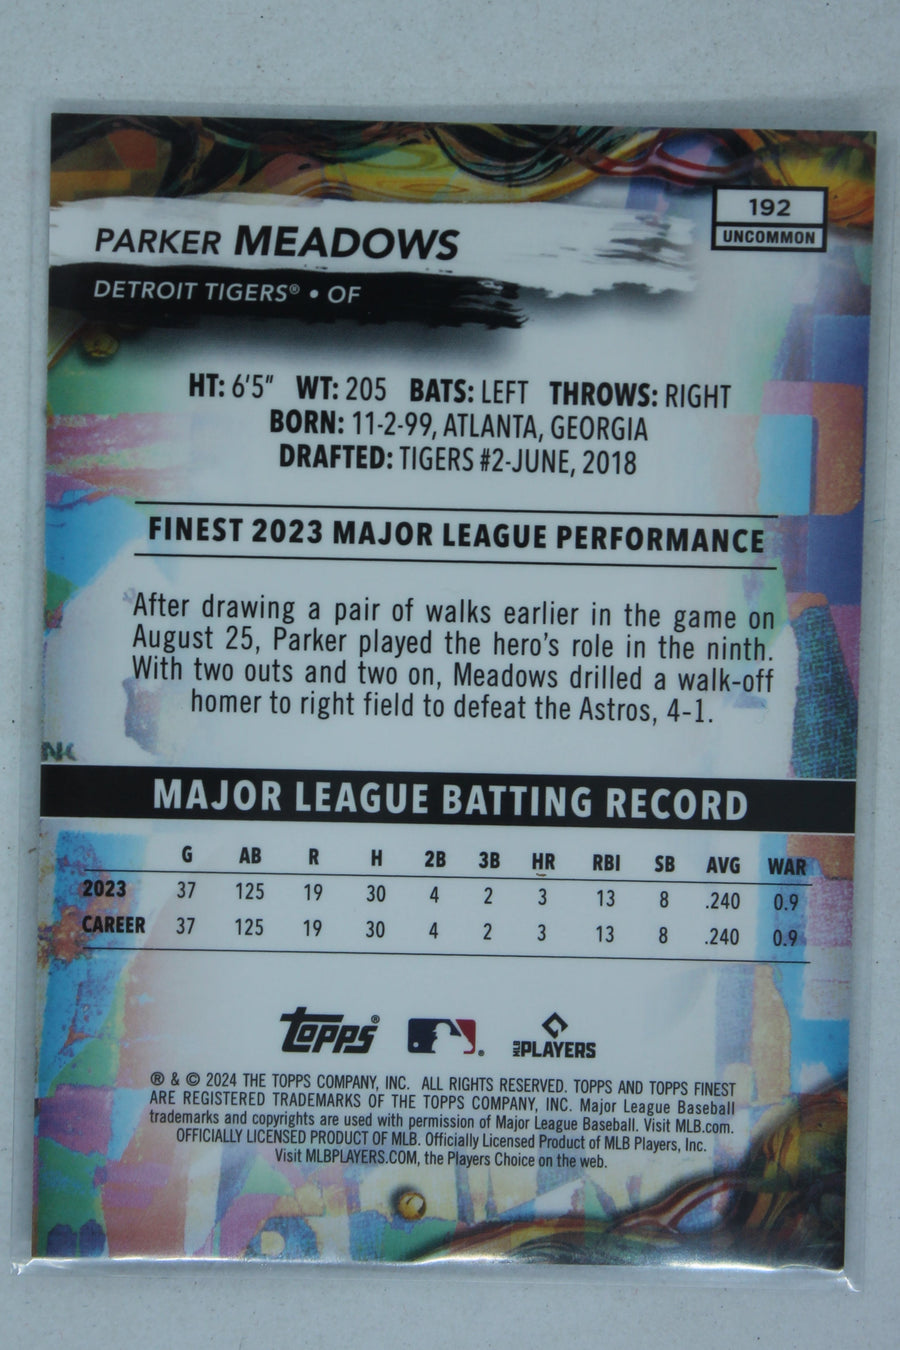 192
UNCOMMON
PARKER MEADOWS
DETROIT TIGERS® • OF
HT: 6'5" WT: 205 BATS: LEFT THROWS: RIGHT
BORN: 11-2-99, ATLANTA, GEORGIA
DRAFTED: TIGERS #2-JUNE, 2018
FINEST 2023 MAJOR LEAGUE PERFORMANCE
After drawing a pair of walks earlier in the game on
August 25, Parker played the hero's role in the ninth.
With two outs and two on, Meadows drilled a walk-off
homer to right field to defeat the Astros, 4-1.
MAJOR LEAGUE BATTING RECORD
G AB R H 2B 3B HR RBI SB AVG WAR
2023 37 125 19 30 4 2 3 13 8 .240 0.9
CAREER 37 125 19 30 4 2 3 13 8 .240 0.9
Topps® ® MLB PLAYERS
® & © 2024 THE TOPPS COMPANY, INC. ALL RIGHTS RESERVED. TOPPS AND TOPPS FINEST
ARE REGISTERED TRADEMARKS OF THE TOPPS COMPANY, INC. Major League Baseball
trademarks and copyrights are used with permission of Major League Baseball. Visit MLB.com.
OFFICIALLY LICENSED PRODUCT OF MLB. Officially Licensed Product of MLB Players, Inc.
Visit MLBPLAYERS.COM, the Players Choice on the web.